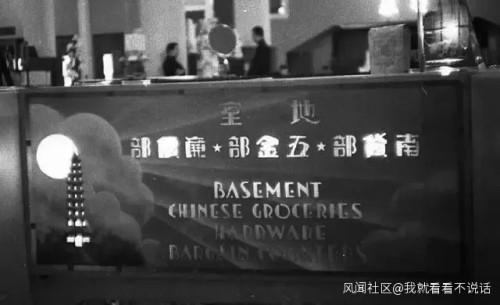 地室
南貨部★五金部★廉價部
BASEMENT
CHINESE GROCERIES
HARDWARE
BARGAIN COUNTERS
风闻社区@我就看看不说话